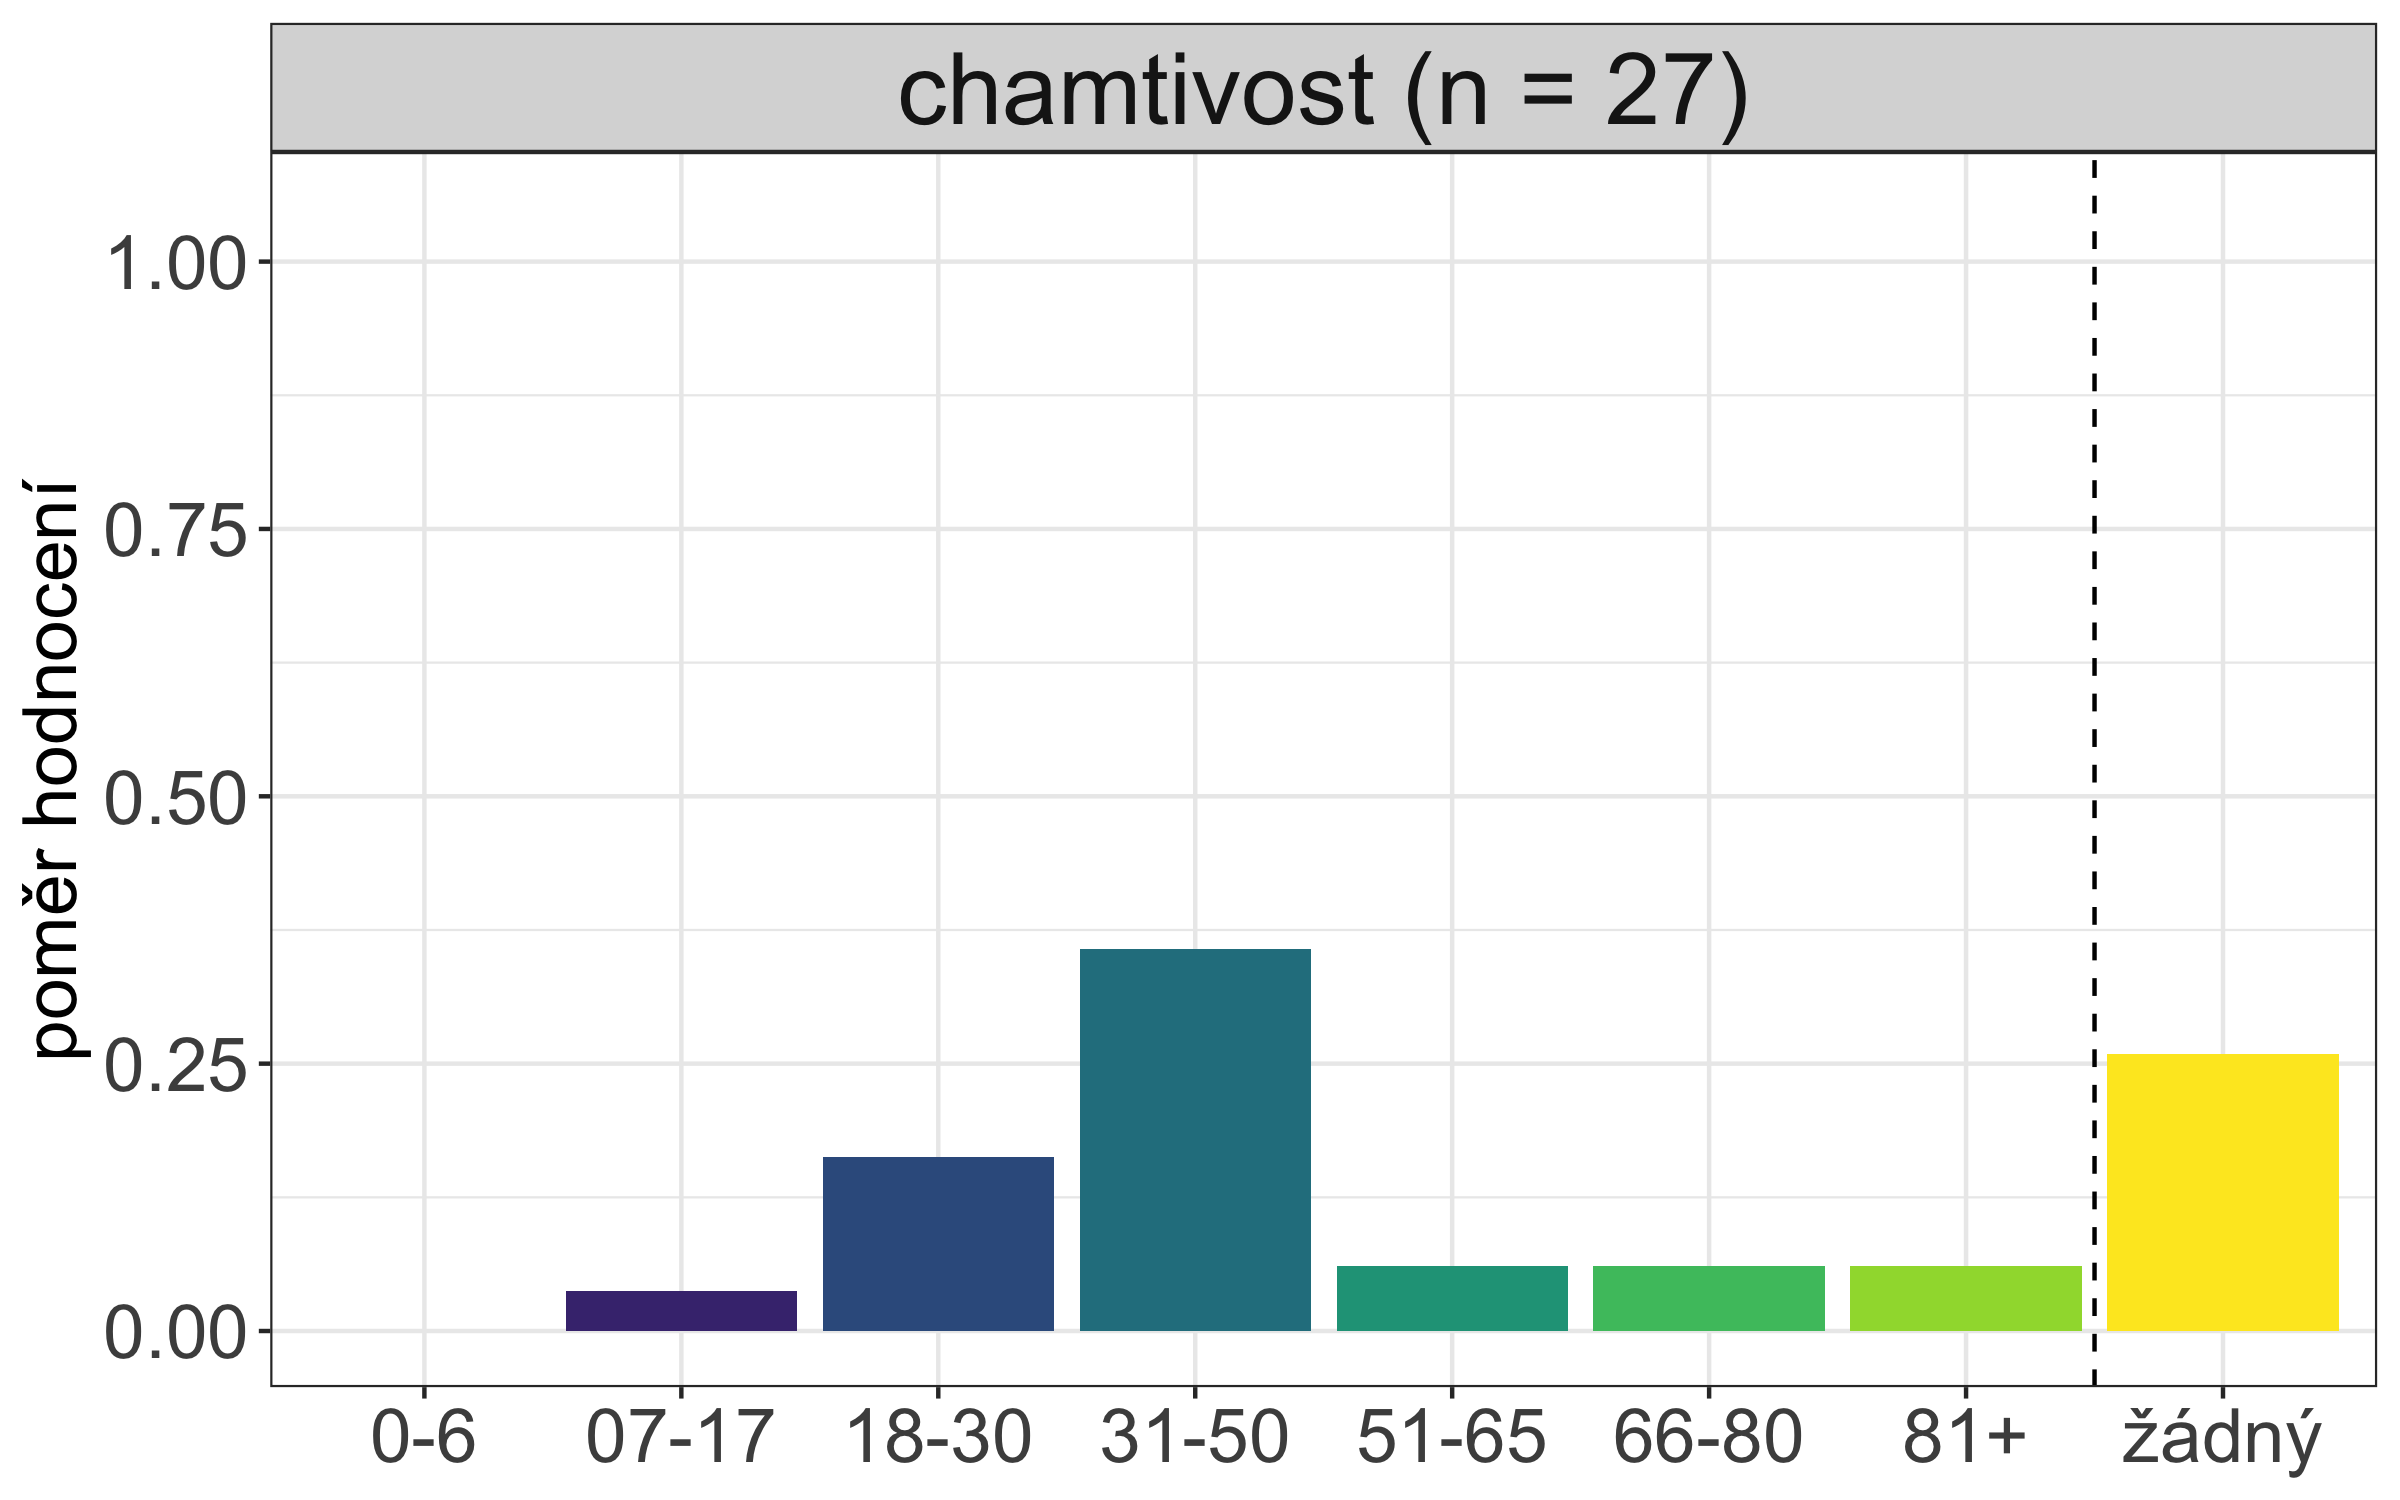 chamtivost (n = 27)
poměr hodnocení
1.00
0.75
0.50
0.25
0.00
0-6 07-17 18-30 31-50 51-65 66-80 81+ žádný